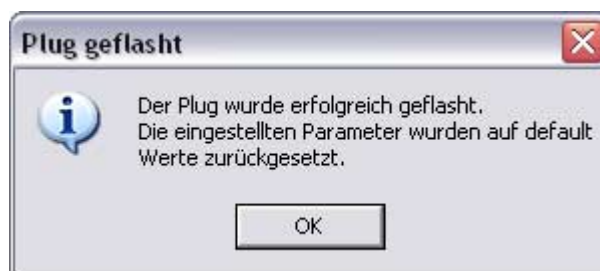 Plug geflasht
Der Plug wurde erfolgreich geflasht.
Die eingestellten Parameter wurden auf default
Werte zurückgesetzt.
OK